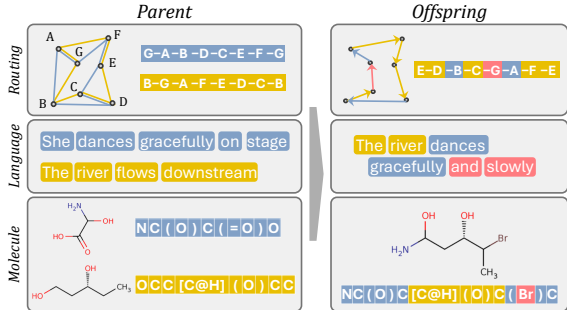 Parent
Offspring
Routing
A
F
G
E
C
B
D
G–A–B–D–C–E–F–G
B–G–A–F–E–D–C–B
E–D–B–C–G–A–F–E
Language
She dances gracefully on stage
The river flows downstream
The river dances
gracefully and slowly
Molecule
H₂N
OH
HO
O
NC(O)C(=O)O
OH
HO
CH₃
OCC[C@H](O)CC
OH
OH
Br
H₂N
CH₃
NC(O)C[C@H](O)C(Br)C